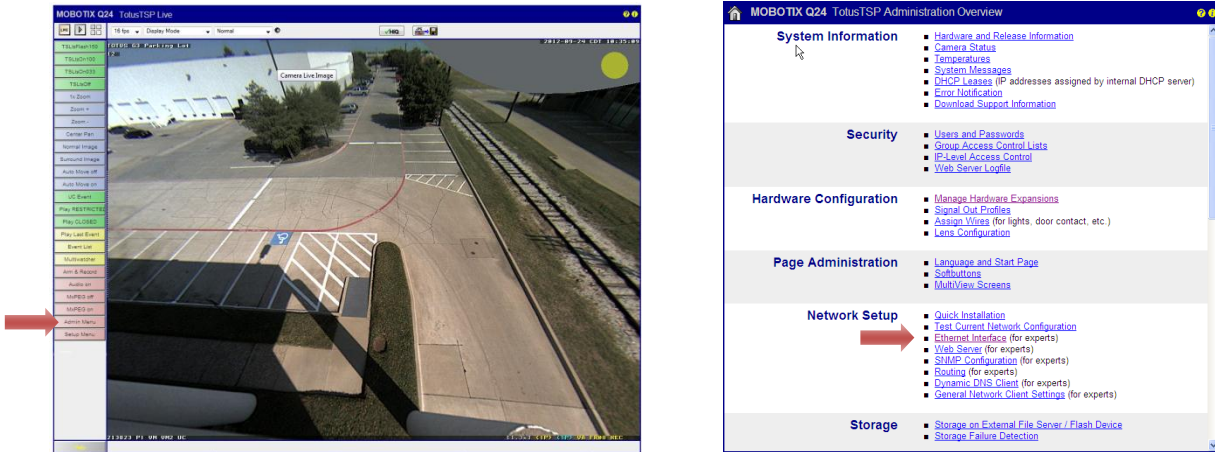 MOBOTIX Q24 TotusTSP Live
16 fps Display Mode Normal HiQ
TSLisFlash100
TSLisOn100
TSLisOn033
TSLisOff
1x Zoom
Zoom +
Zoom -
Center Pan
Normal Image
Surround Image
Auto Move off
Auto Move on
UC Event
Play RESTRICTED
Play CLOSED
Play Last Event
Event List
Multiwatcher
Arm & Record
Audio on
MxPEG off
MxPEG on
Admin Menu
Setup Menu
TOTUS G3 Parking Lot
2012-09-24 CDT 10:35:09
Camera Live Image
MOBOTIX Q24 TotusTSP Administration Overview
System Information
Hardware and Release Information
Camera Status
Temperatures
System Messages
DHCP Leases (IP addresses assigned by internal DHCP server)
Error Notification
Download Support Information
Security
Users and Passwords
Group Access Control Lists
IP-Level Access Control
Web Server Logfile
Hardware Configuration
Manage Hardware Expansions
Signal Out Profiles
Assign Wires (for lights, door contact, etc.)
Lens Configuration
Page Administration
Language and Start Page
Softbuttons
MultiView Screens
Network Setup
Quick Installation
Test Current Network Configuration
Ethernet Interface (for experts)
Web Server (for experts)
SNMP Configuration (for experts)
Routing (for experts)
Dynamic DNS Client (for experts)
General Network Client Settings (for experts)
Storage
Storage on External File Server / Flash Device
Storage Failure Detection